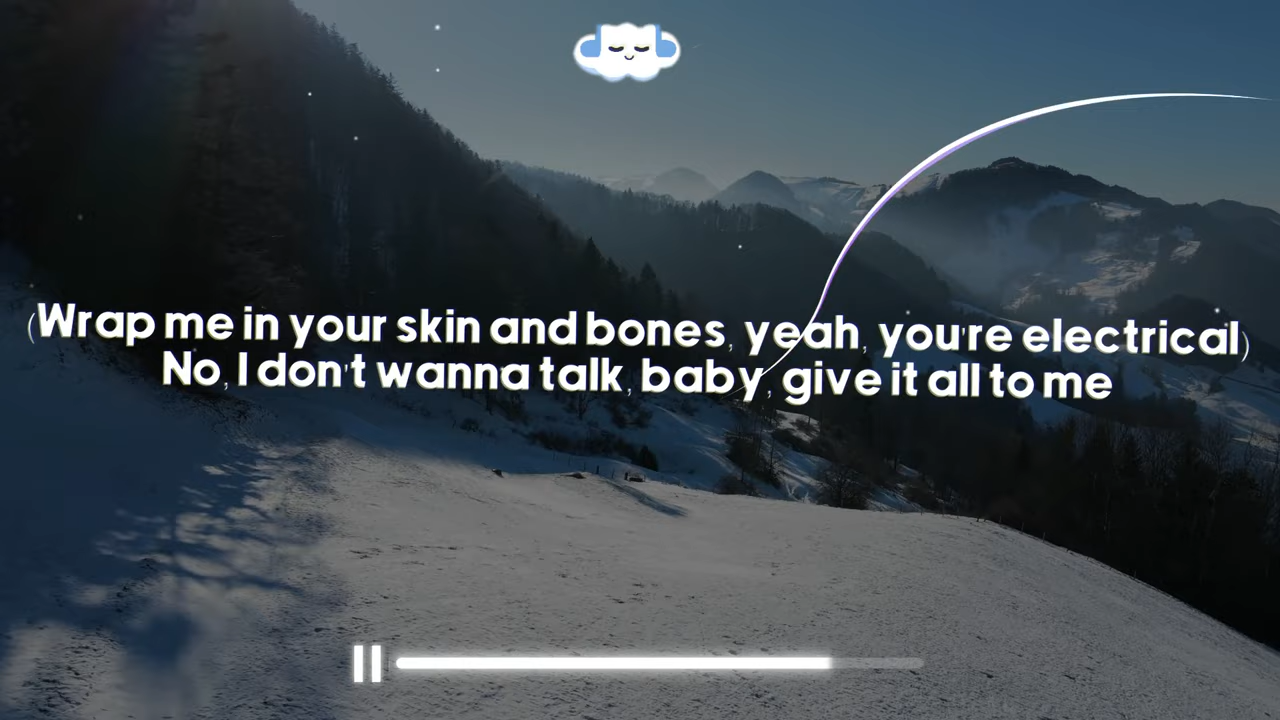 (Wrap me in your skin and bones, yeah, you're electrical)
No, I don't wanna talk, baby, give it all to me